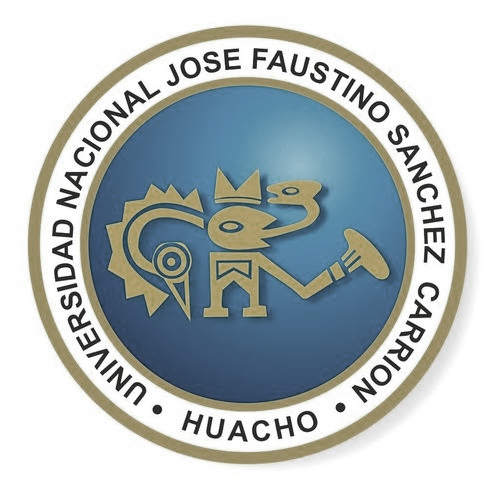 UNIVERSIDAD NACIONAL JOSE FAUSTINO SANCHEZ CARRION
• HUACHO •